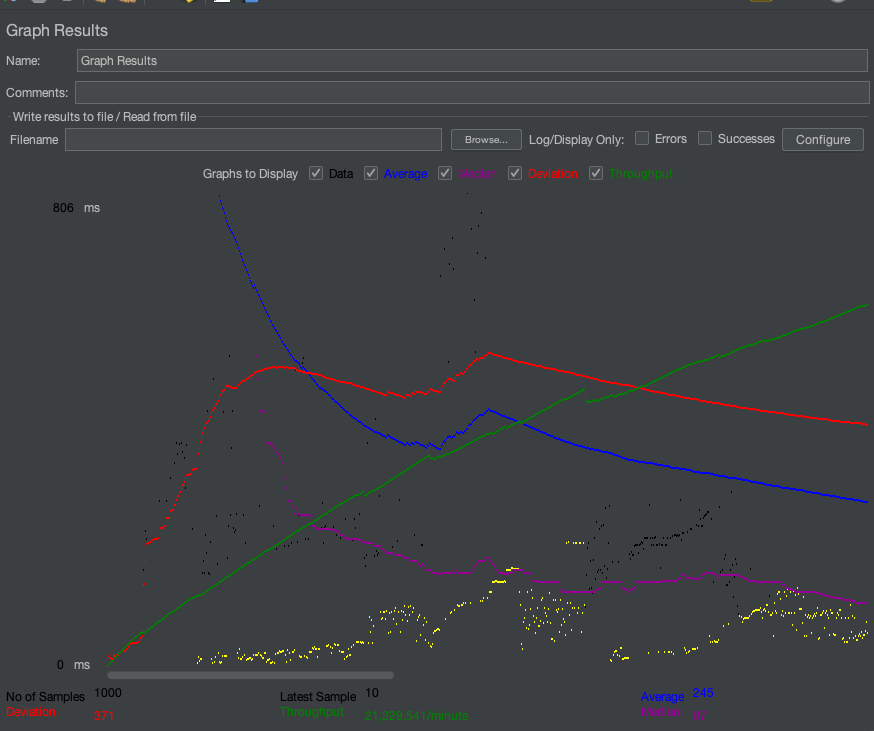 Graph Results
Name: Graph Results
Comments:
Write results to file / Read from file
Filename Browse... Log/Display Only: Errors Successes Configure
Graphs to Display Data Average Median Deviation Throughput
806 ms
0 ms
No of Samples 1000 Latest Sample 10 Average 245
Deviation 371 Throughput 21,329.541/minute Median